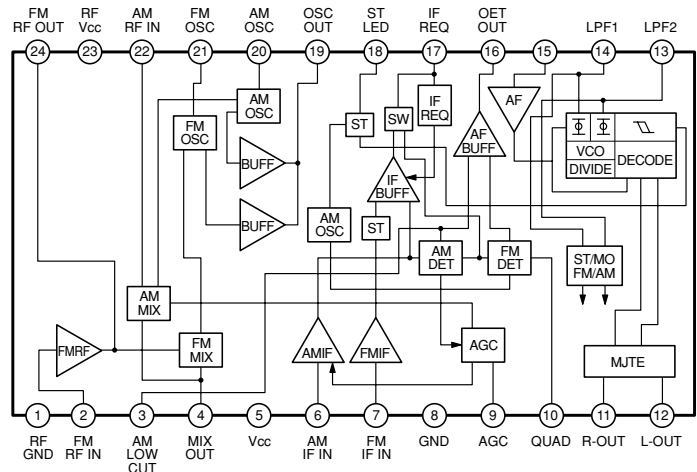 FM RF AM FM AM OSC ST IF OET
RF OUT Vcc RF IN OSC OSC OUT LED REQ OUT LPF1 LPF2
24 23 22 21 20 19 18 17 16 15 14 13
AM
OSC
FM
OSC
BUFF
BUFF
ST
SW
IF
REQ
AF
BUFF
AF
VCO
DIVIDE
DECODE
IF
BUFF
AM
OSC
ST
AM
DET
FM
DET
ST/MO
FM/AM
AM
MIX
FMRF
FM
MIX
AMIF
FMIF
AGC
MJTE
1 2 3 4 5 6 7 8 9 10 11 12
RF FM AM MIX Vcc AM FM GND AGC QUAD R-OUT L-OUT
GND RF IN LOW OUT IF IN IF IN
CUT